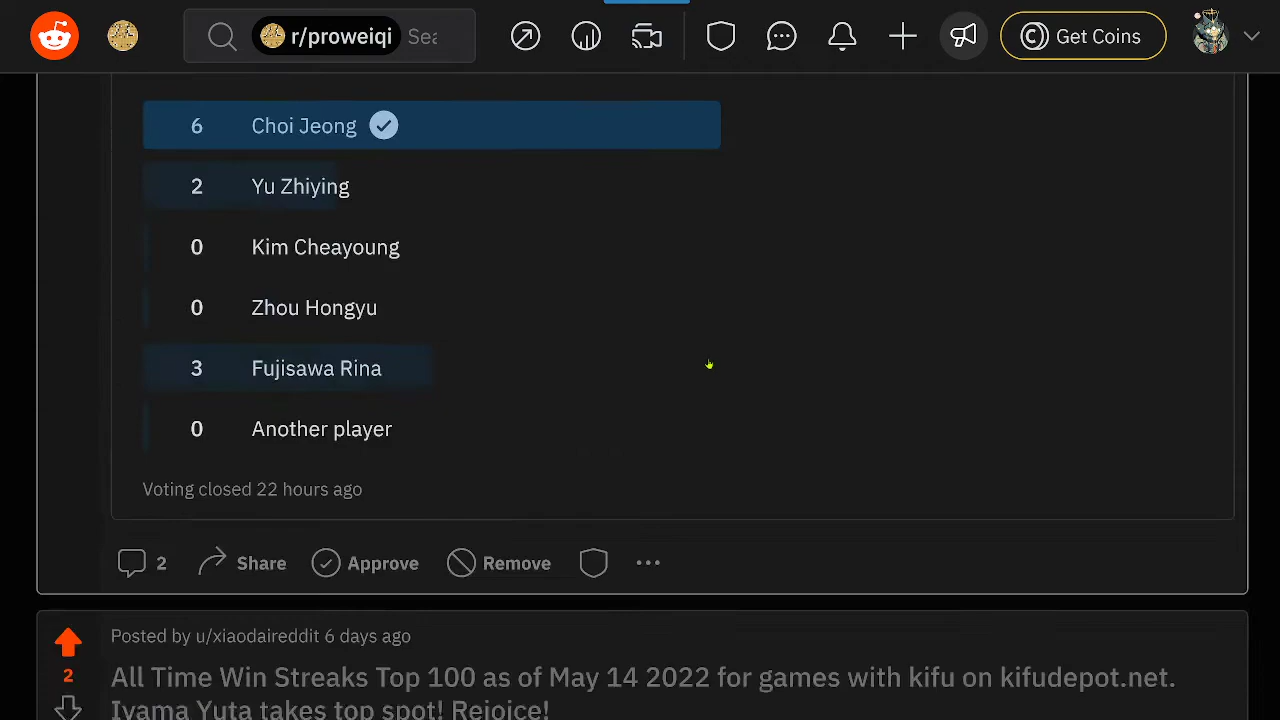 r/proweiqi Sea
Get Coins
6 Choi Jeong
2 Yu Zhiying
0 Kim Cheayoung
0 Zhou Hongyu
3 Fujisawa Rina
0 Another player
Voting closed 22 hours ago
2 Share Approve Remove
Posted by u/xiaodaireddit 6 days ago
2
All Time Win Streaks Top 100 as of May 14 2022 for games with kifu on kifudepot.net.
Iyama Yuta takes top spot! Rejoice!